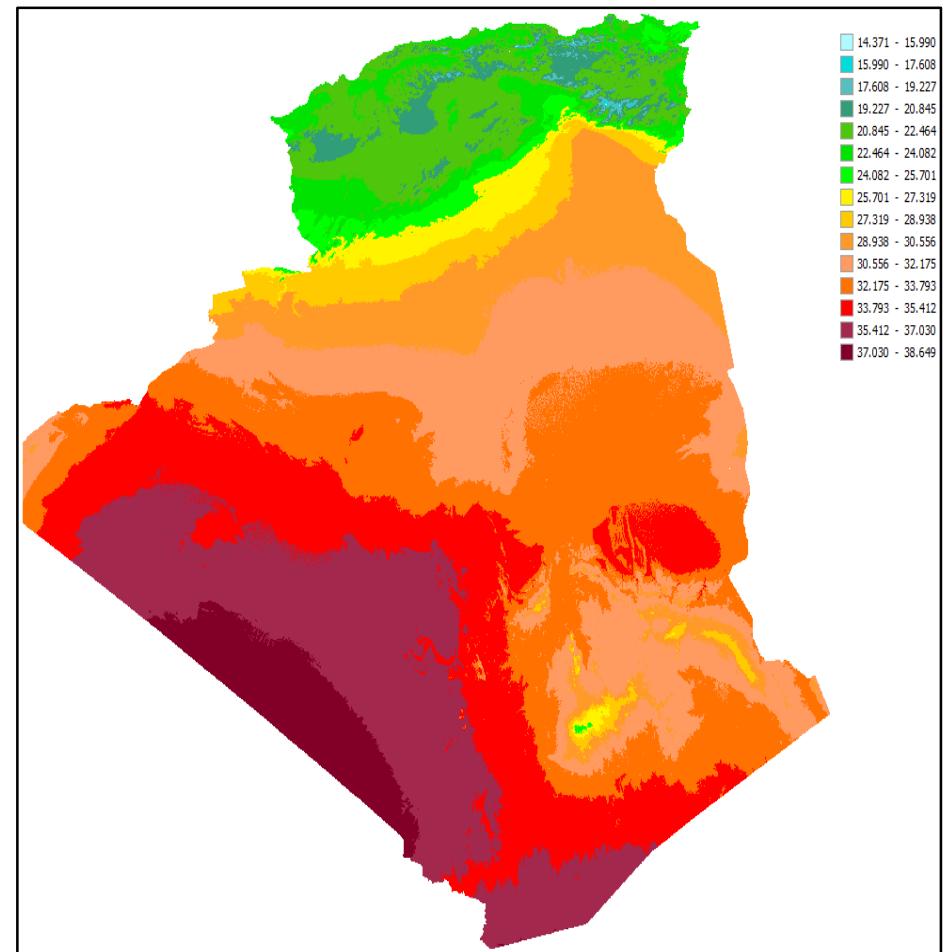 14.371 - 15.990
15.990 - 17.608
17.608 - 19.227
19.227 - 20.845
20.845 - 22.464
22.464 - 24.082
24.082 - 25.701
25.701 - 27.319
27.319 - 28.938
28.938 - 30.556
30.556 - 32.175
32.175 - 33.793
33.793 - 35.412
35.412 - 37.030
37.030 - 38.649